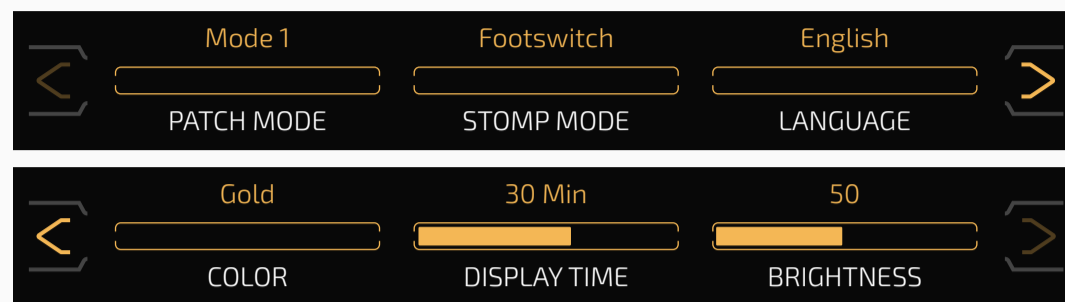 Mode 1 Footswitch English
PATCH MODE STOMP MODE LANGUAGE
Gold 30 Min 50
COLOR DISPLAY TIME BRIGHTNESS